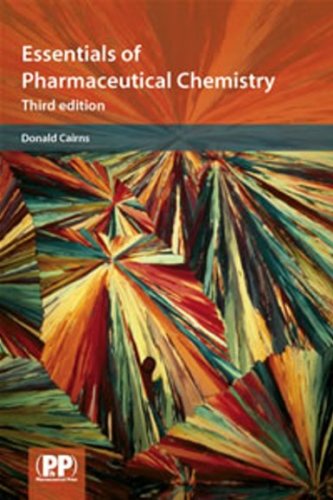 Essentials of
Pharmaceutical Chemistry
Third edition
Donald Cairns
PP
Pharmaceutical Press